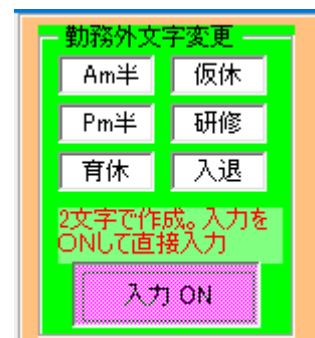 勤務外文字変更
Am半 仮休
Pm半 研修
育休 入退
2文字で作成。入力を
ONして直接入力
入力 ON